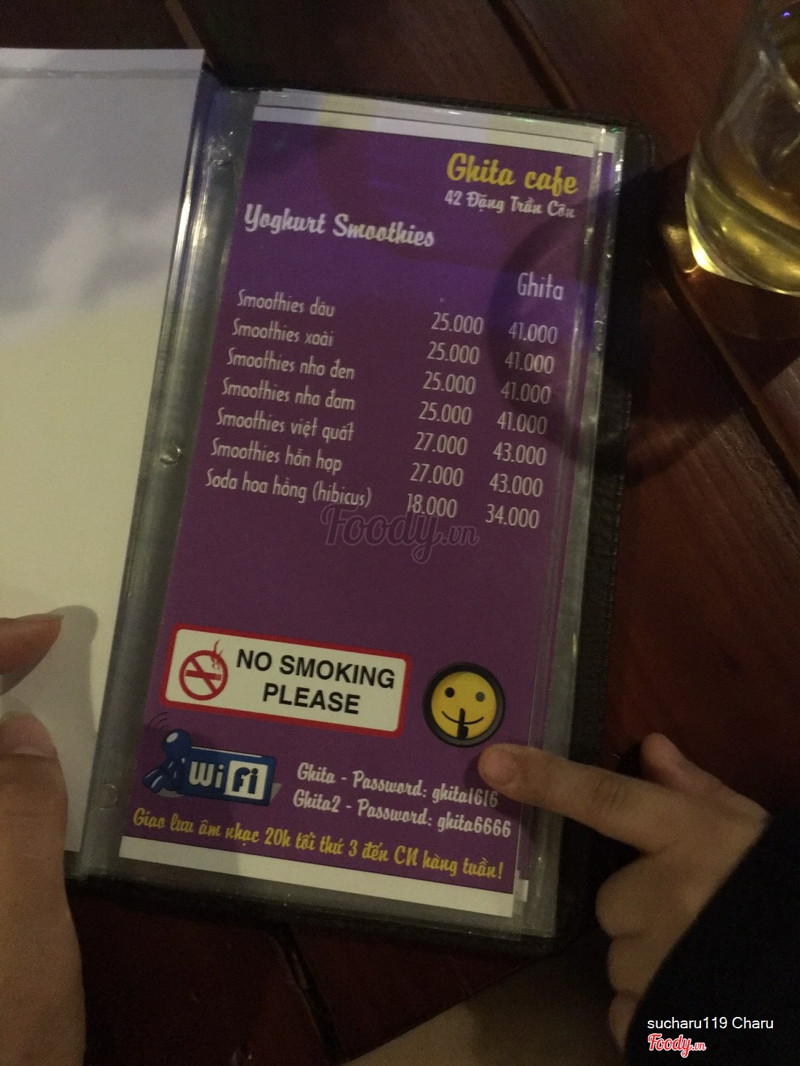 Ghita cafe
42 Đặng Trần Côn
Yoghurt Smoothies
Ghita
Smoothies dâu 25.000 41.000
Smoothies xoài 25.000 41.000
Smoothies nho đen 25.000 41.000
Smoothies nha đam 25.000 41.000
Smoothies việt quất 27.000 43.000
Smoothies hỗn hợp 27.000 43.000
Soda hoa hồng (hibicus) 18.000 34.000
Foody.vn
NO SMOKING
PLEASE
WiFi
Ghita - Password: ghita1616
Ghita2 - Password: ghita6666
Giao lưu âm nhạc 20h tối thứ 3 đến CN hàng tuần!
sucharu119 Charu
Foody.vn